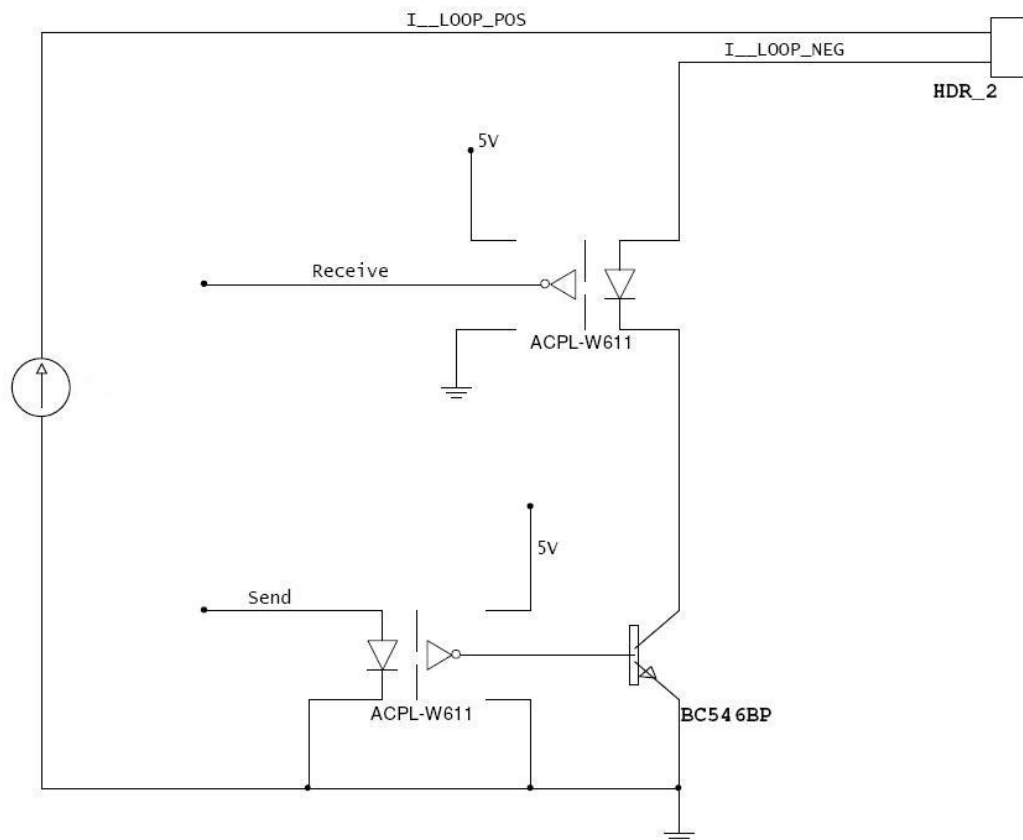 I__LOOP_POS
I__LOOP_NEG
HDR_2
5V
Receive
ACPL-W611
5V
Send
ACPL-W611
BC546BP